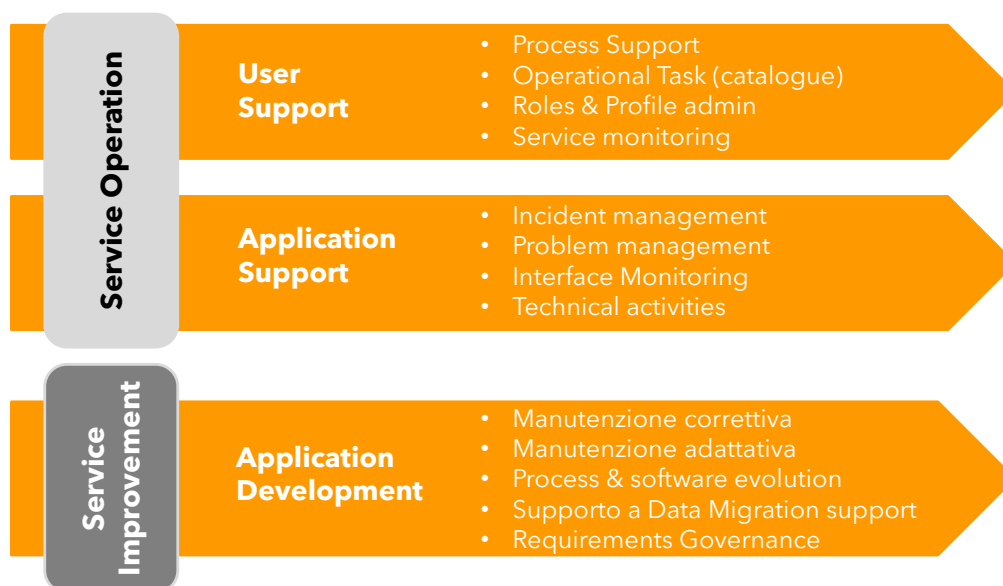 Service Operation
User
Support
• Process Support
• Operational Task (catalogue)
• Roles & Profile admin
• Service monitoring
Application
Support
• Incident management
• Problem management
• Interface Monitoring
• Technical activities
Service
Improvement
Application
Development
• Manutenzione correttiva
• Manutenzione adattativa
• Process & software evolution
• Supporto a Data Migration support
• Requirements Governance